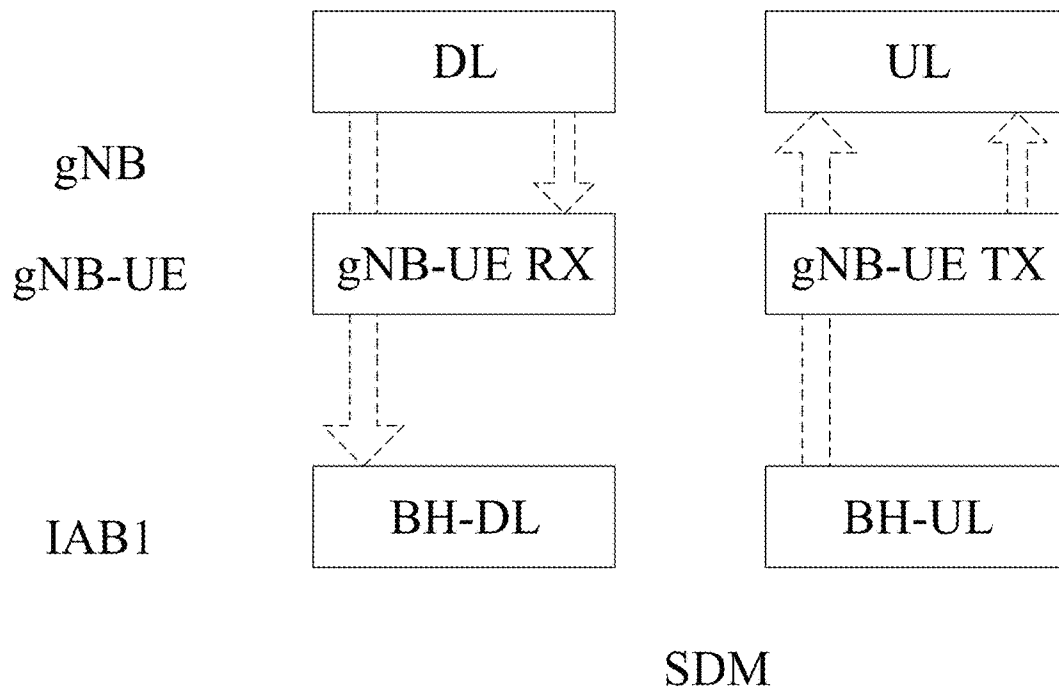 DL UL
gNB
gNB-UE gNB-UE RX gNB-UE TX
IAB1 BH-DL BH-UL
SDM